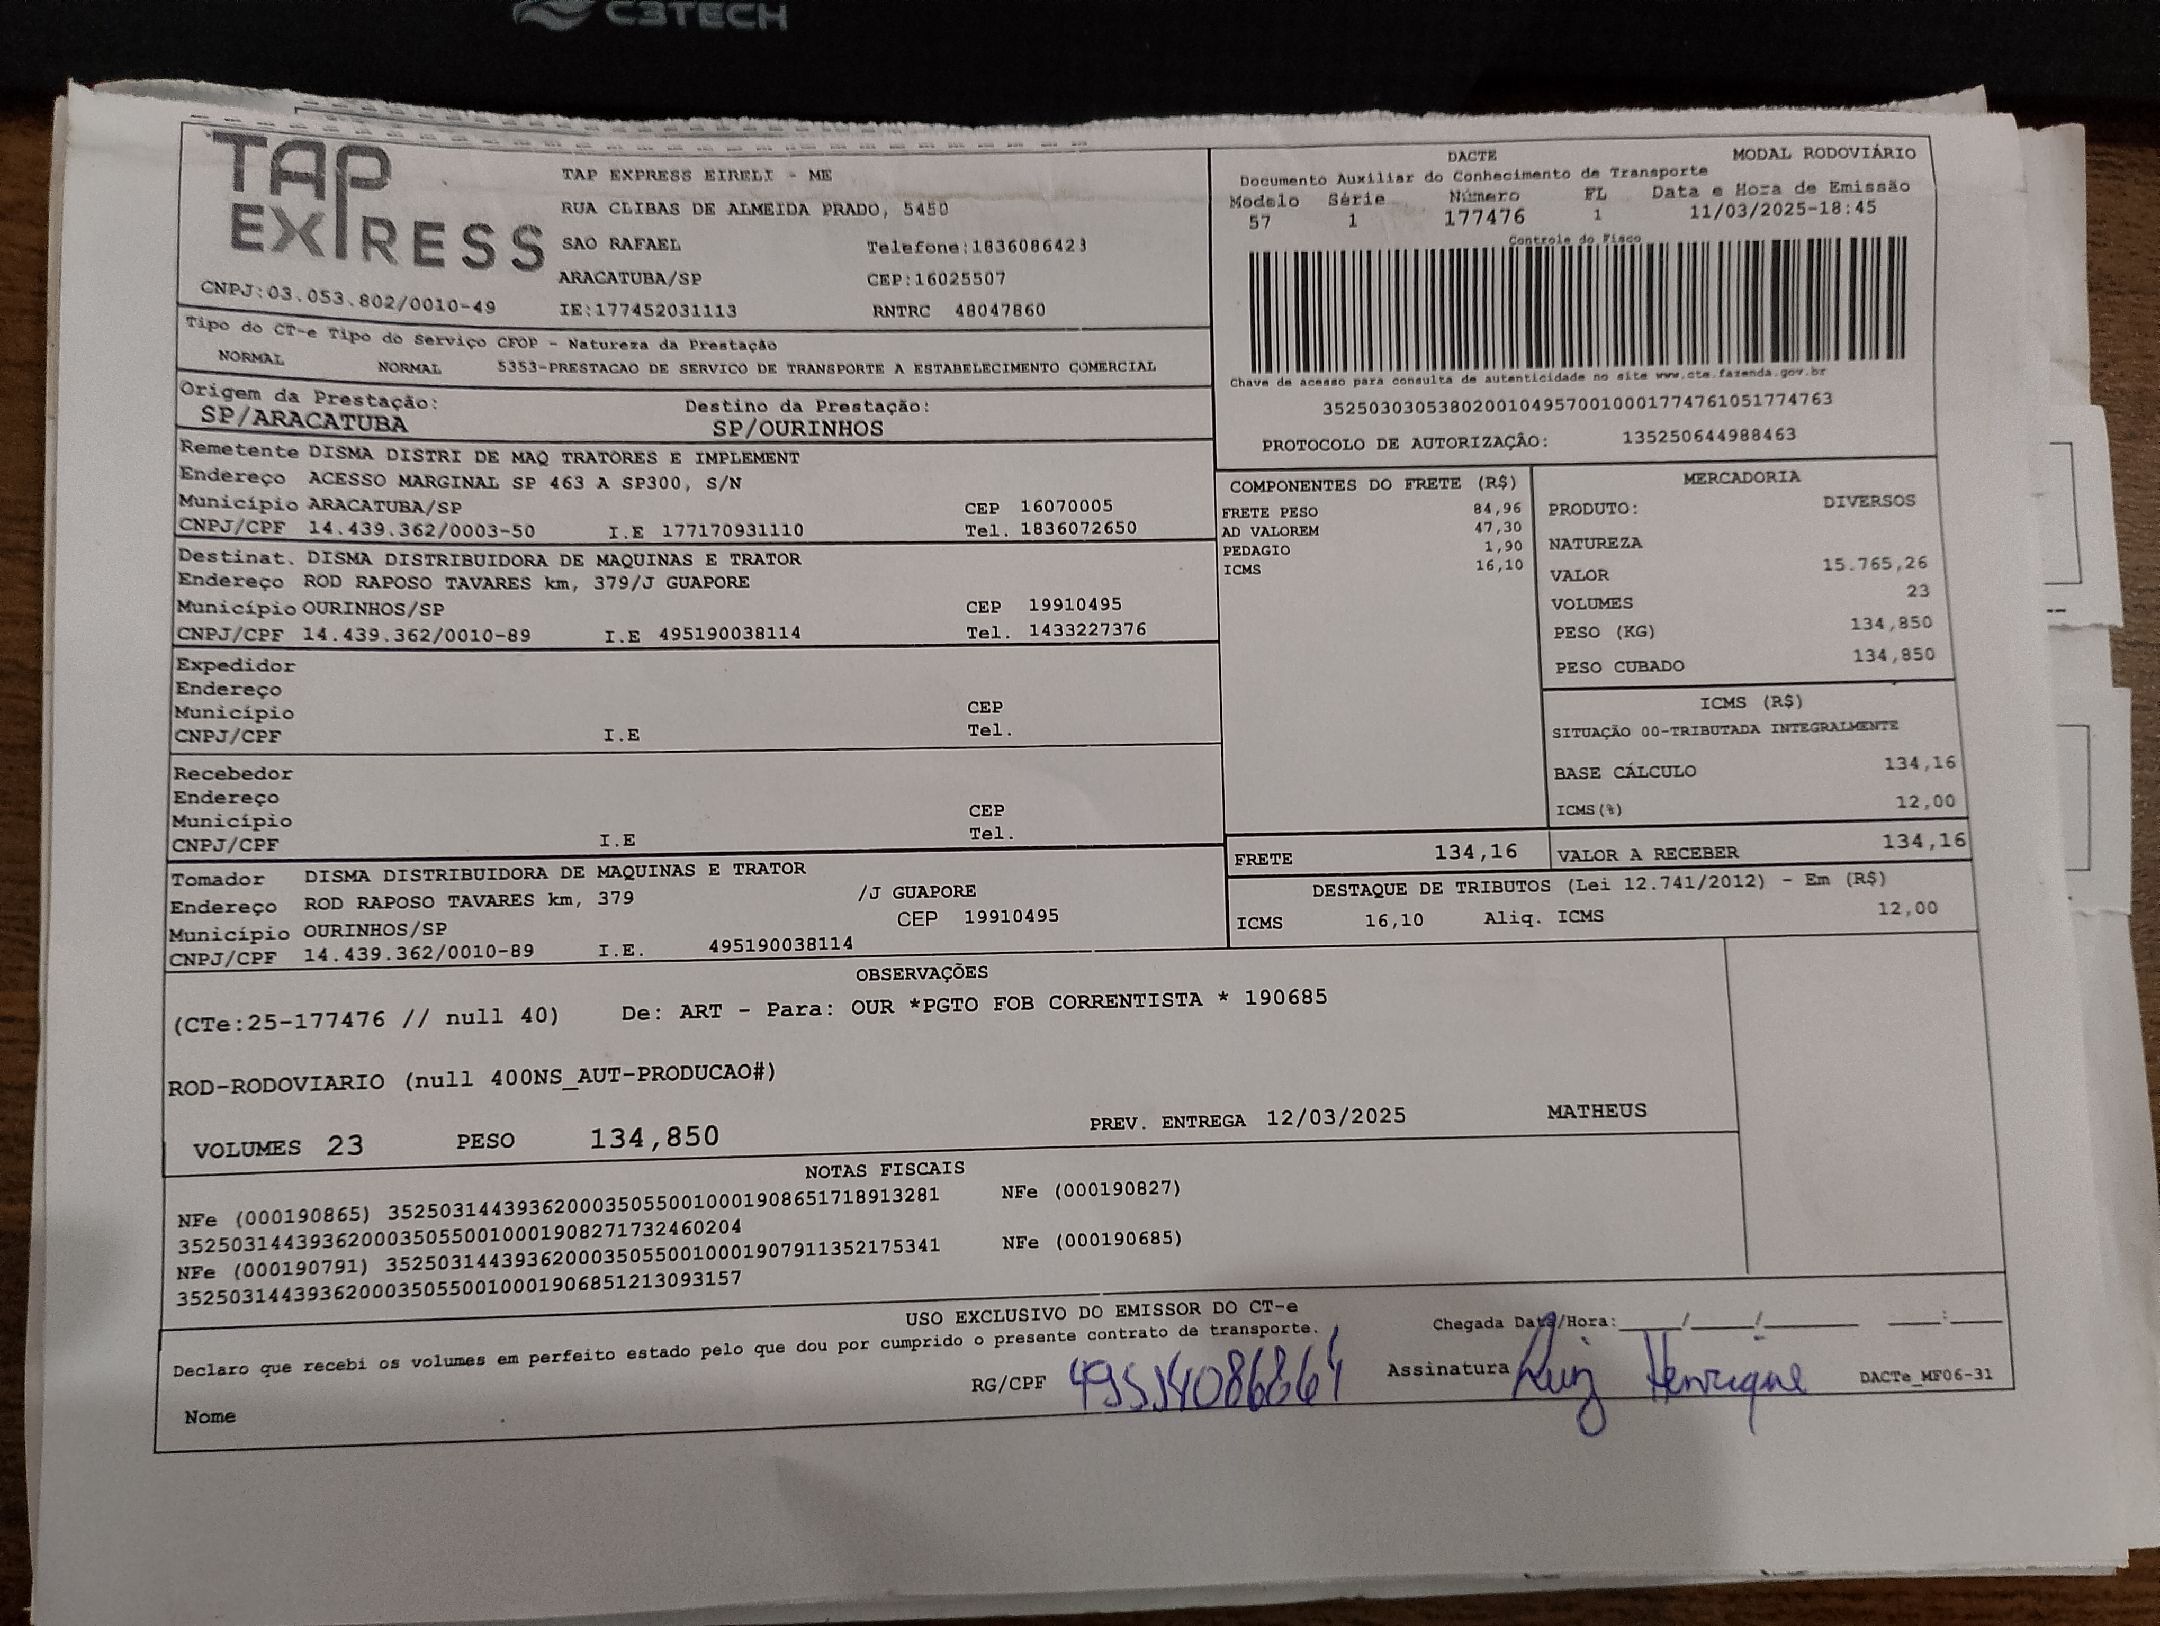 C3TECH
TAP EXPRESS
CNPJ:03.053.802/0010-49
TAP EXPRESS EIRELI - ME
RUA CLIBAS DE ALMEIDA PRADO, 5450
SAO RAFAEL Telefone:1836086423
ARACATUBA/SP CEP:16025507
IE:177452031113 RNTRC 48047860
DACTE MODAL RODOVIÁRIO
Documento Auxiliar do Conhecimento de Transporte
Modelo Série Número FL Data e Hora de Emissão
57 1 177476 1 11/03/2025-18:45
Controle do Fisco
Chave de acesso para consulta de autenticidade no site www.cte.fazenda.gov.br
35250303053802001049570010001774761051774763
PROTOCOLO DE AUTORIZAÇÃO: 135250644988463
Tipo do CT-e Tipo do Serviço CFOP - Natureza da Prestação
NORMAL NORMAL 5353-PRESTACAO DE SERVICO DE TRANSPORTE A ESTABELECIMENTO COMERCIAL
Origem da Prestação: Destino da Prestação:
SP/ARACATUBA SP/OURINHOS
Remetente DISMA DISTRI DE MAQ TRATORES E IMPLEMENT
Endereço ACESSO MARGINAL SP 463 A SP300, S/N
Município ARACATUBA/SP CEP 16070005
CNPJ/CPF 14.439.362/0003-50 I.E 177170931110 Tel. 1836072650
Destinat. DISMA DISTRIBUIDORA DE MAQUINAS E TRATOR
Endereço ROD RAPOSO TAVARES km, 379/J GUAPORE
Município OURINHOS/SP CEP 19910495
CNPJ/CPF 14.439.362/0010-89 I.E 495190038114 Tel. 1433227376
Expedidor
Endereço
Município CEP
CNPJ/CPF I.E Tel.
Recebedor
Endereço
Município CEP
CNPJ/CPF I.E Tel.
Tomador DISMA DISTRIBUIDORA DE MAQUINAS E TRATOR
Endereço ROD RAPOSO TAVARES km, 379 /J GUAPORE
Município OURINHOS/SP CEP 19910495
CNPJ/CPF 14.439.362/0010-89 I.E. 495190038114
COMPONENTES DO FRETE (R$)
FRETE PESO 84,96
AD VALOREM 47,30
PEDAGIO 1,90
ICMS 16,10
MERCADORIA
PRODUTO: DIVERSOS
NATUREZA
VALOR 15.765,26
VOLUMES 23
PESO (KG) 134,850
PESO CUBADO 134,850
ICMS (R$)
SITUAÇÃO 00-TRIBUTADA INTEGRALMENTE
BASE CÁLCULO 134,16
ICMS(%) 12,00
FRETE 134,16 VALOR A RECEBER 134,16
DESTAQUE DE TRIBUTOS (Lei 12.741/2012) - Em (R$)
ICMS 16,10 Aliq. ICMS 12,00
OBSERVAÇÕES
(CTe:25-177476 // null 40) De: ART - Para: OUR *PGTO FOB CORRENTISTA * 190685
ROD-RODOVIARIO (null 400NS_AUT-PRODUCAO#)
VOLUMES 23 PESO 134,850 PREV. ENTREGA 12/03/2025 MATHEUS
NOTAS FISCAIS
NFe (000190865) 35250314439362000350550010001908651718913281 NFe (000190827)
35250314439362000350550010001908271732460204
NFe (000190791) 35250314439362000350550010001907911352175341 NFe (000190685)
35250314439362000350550010001906851213093157
USO EXCLUSIVO DO EMISSOR DO CT-e
Declaro que recebi os volumes em perfeito estado pelo que dou por cumprido o presente contrato de transporte.
Chegada Data/Hora:____/____/______ ___:___
RG/CPF Assinatura Luiz Henrique DACTe_MF06-31
Nome